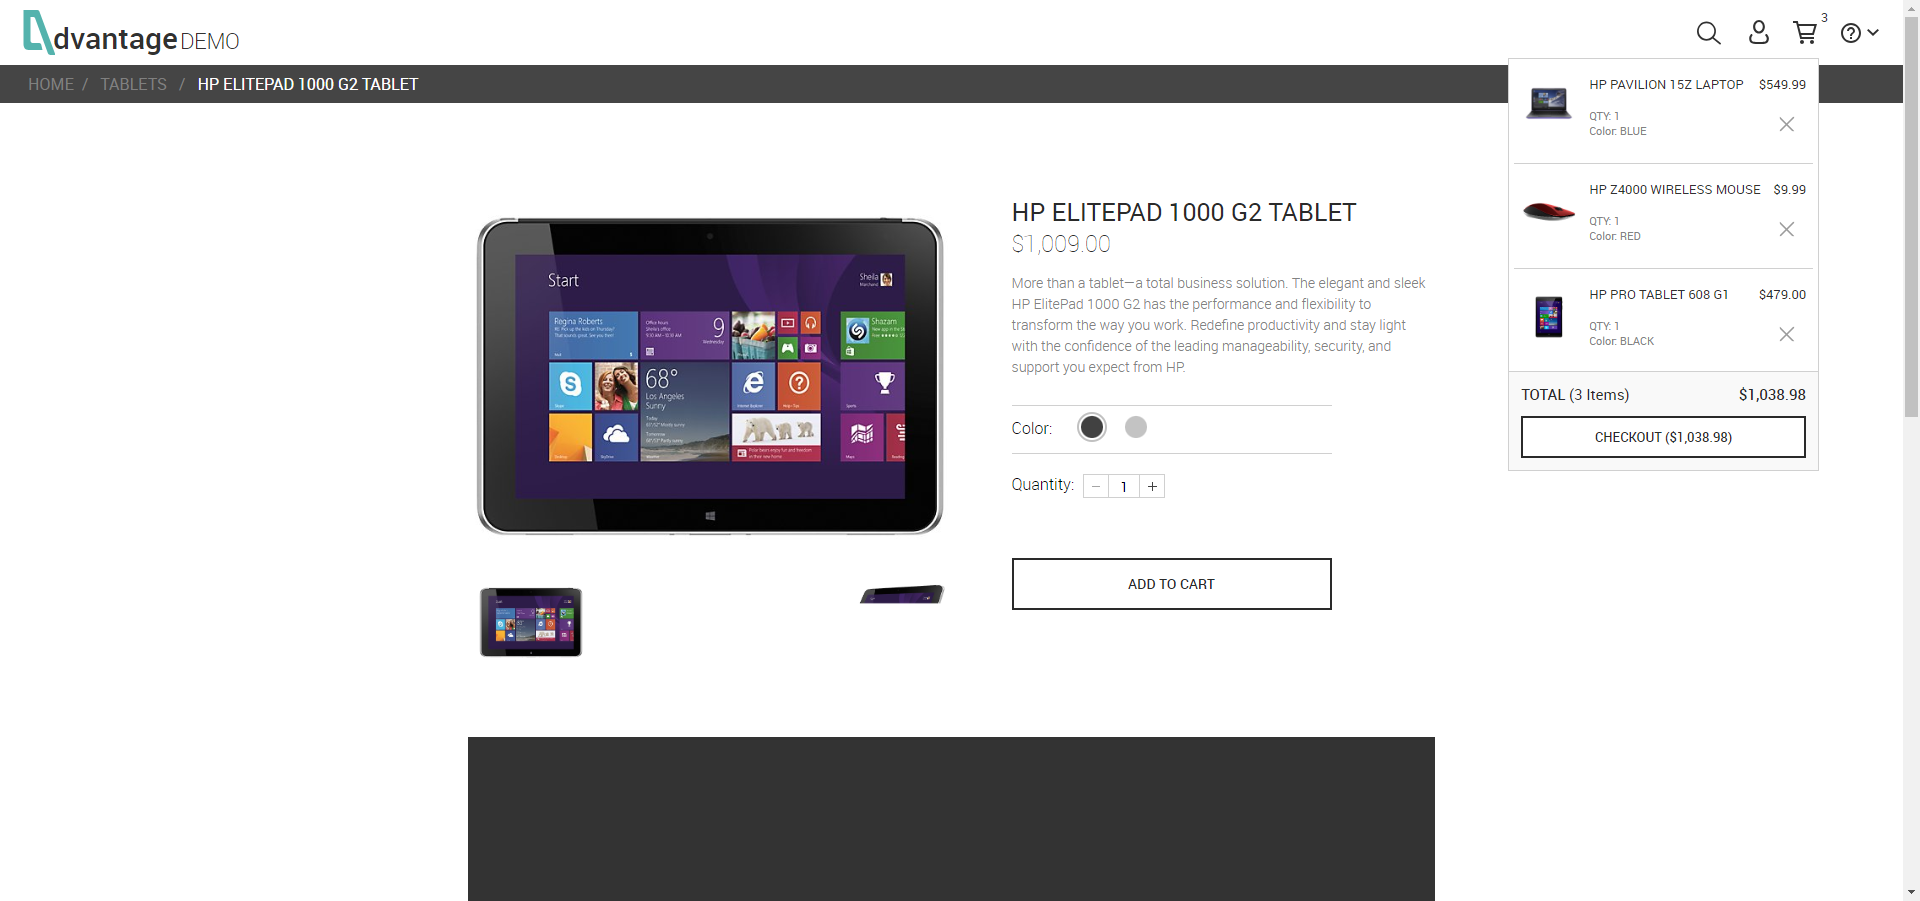 dvantage DEMO
3
HOME / TABLETS / HP ELITEPAD 1000 G2 TABLET
HP PAVILION 15Z LAPTOP $549.99
QTY: 1
Color: BLUE
HP Z4000 WIRELESS MOUSE $9.99
QTY: 1
Color: RED
HP PRO TABLET 608 G1 $479.00
QTY: 1
Color: BLACK
TOTAL (3 Items) $1,038.98
CHECKOUT ($1,038.98)
Start
Sheila
Regina Roberts
9
Wednesday
Shazam
68°
Los Angeles
Sunny
Today
Tomorrow
Internet Explorer
HP ELITEPAD 1000 G2 TABLET
$1,009.00
More than a tablet—a total business solution. The elegant and sleek
HP ElitePad 1000 G2 has the performance and flexibility to
transform the way you work. Redefine productivity and stay light
with the confidence of the leading manageability, security, and
support you expect from HP.
Color:
Quantity: − 1 +
ADD TO CART